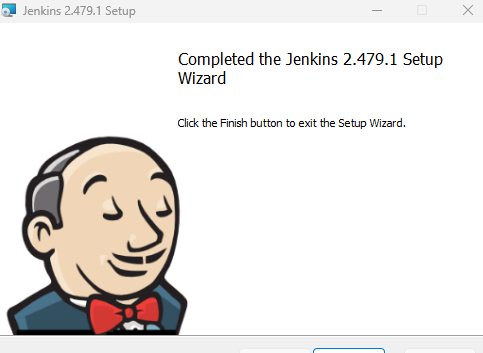 Jenkins 2.479.1 Setup
Completed the Jenkins 2.479.1 Setup
Wizard
Click the Finish button to exit the Setup Wizard.